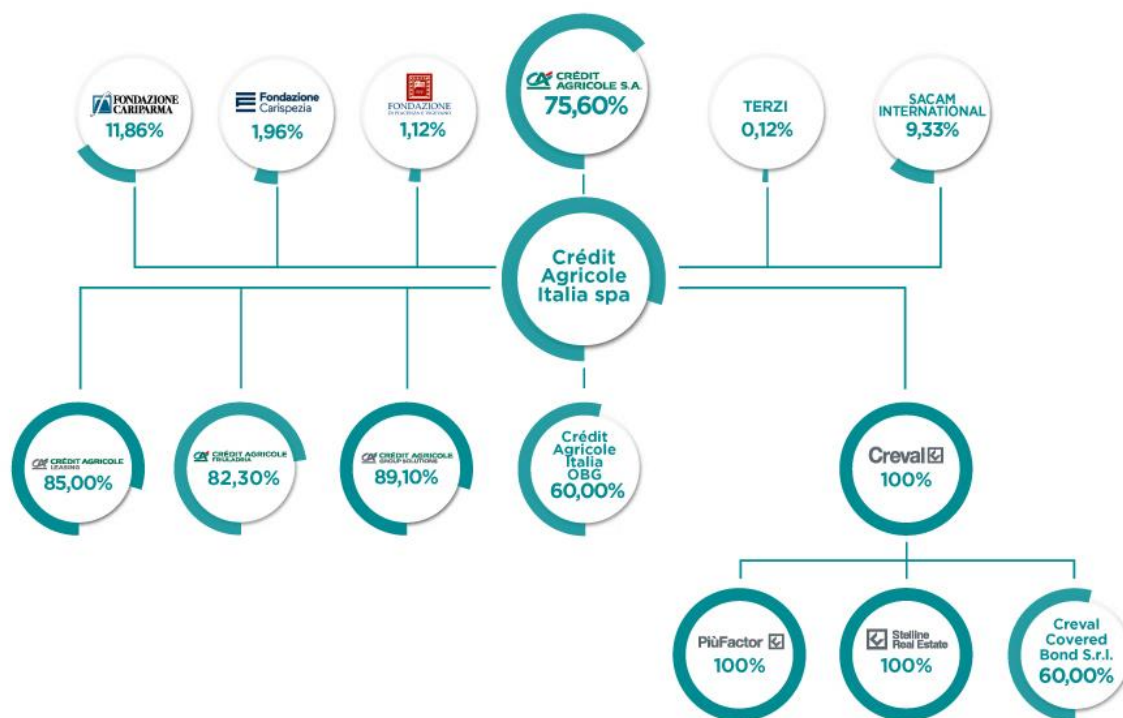 FONDAZIONE
CARIPARMA
11,86%
Fondazione
Carispezia
1,96%
FONDAZIONE
DI PIACENZA E VIGEVANO
1,12%
CRÉDIT
AGRICOLE S.A.
75,60%
TERZI
0,12%
SACAM
INTERNATIONAL
9,33%
Crédit
Agricole
Italia spa
CRÉDIT AGRICOLE
LEASING
85,00%
CRÉDIT AGRICOLE
FRIULADRIA
82,30%
CRÉDIT AGRICOLE
GROUP SOLUTIONS
89,10%
Crédit
Agricole
Italia
OBG
60,00%
Creval
100%
PiùFactor
100%
Stelline
Real Estate
100%
Creval
Covered
Bond S.r.l.
60,00%